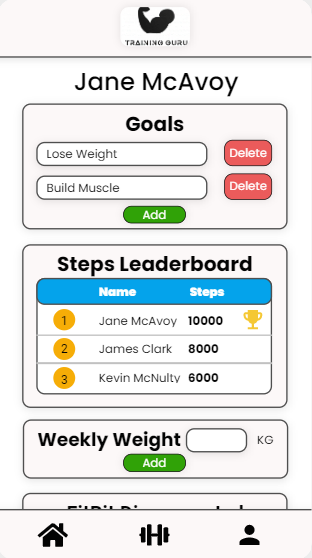 TRAINING GURU
Jane McAvoy
Goals
Lose Weight
Delete
Build Muscle
Delete
Add
Steps Leaderboard
Name Steps
1 Jane McAvoy 10000
2 James Clark 8000
3 Kevin McNulty 6000
Weekly Weight KG
Add